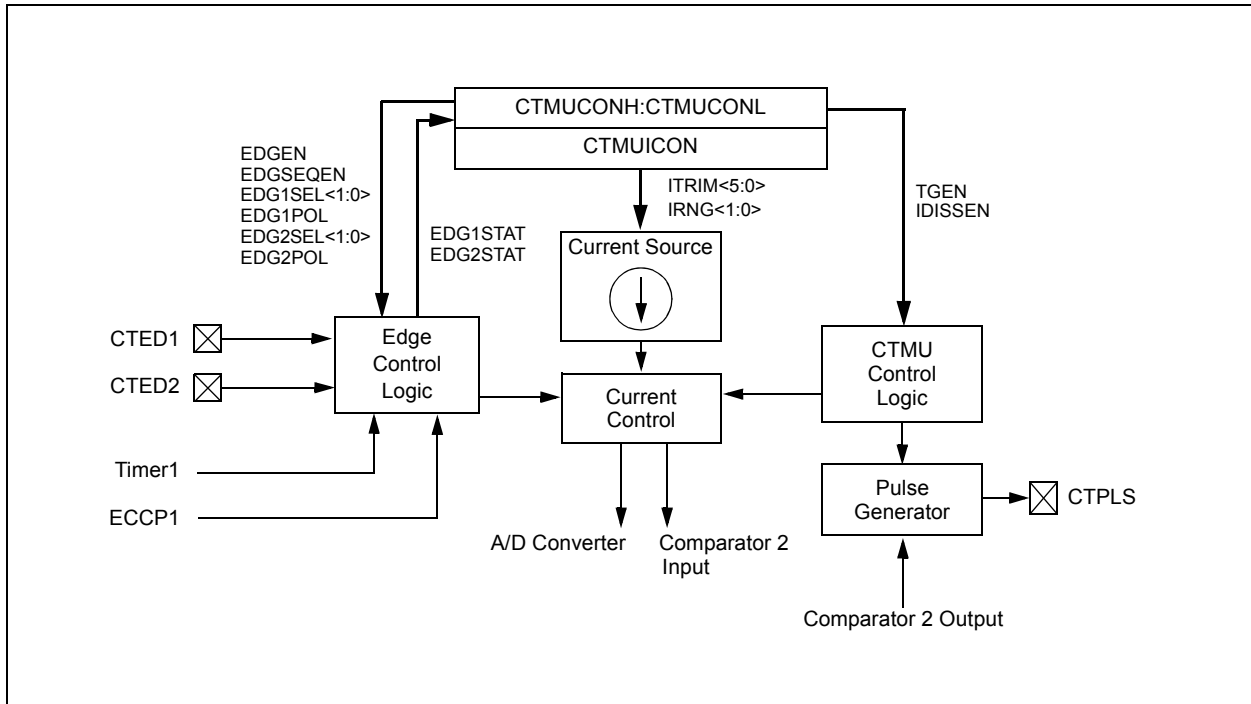 CTMUCONH:CTMUCONL
CTMUICON
EDGEN
EDGSEQEN
EDG1SEL<1:0>
EDG1POL
EDG2SEL<1:0>
EDG2POL
EDG1STAT
EDG2STAT
ITRIM<5:0>
IRNG<1:0>
TGEN
IDISSEN
Current Source
CTED1
CTED2
Edge
Control
Logic
Current
Control
CTMU
Control
Logic
Timer1
ECCP1
Pulse
Generator
CTPLS
A/D Converter
Comparator 2
Input
Comparator 2 Output